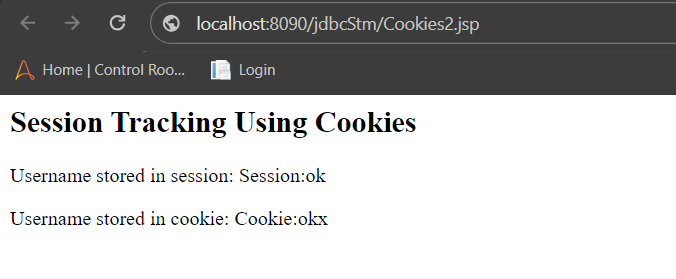 localhost:8090/jdbcStm/Cookies2.jsp
Home | Control Roo... Login
Session Tracking Using Cookies
Username stored in session: Session:ok
Username stored in cookie: Cookie:okx